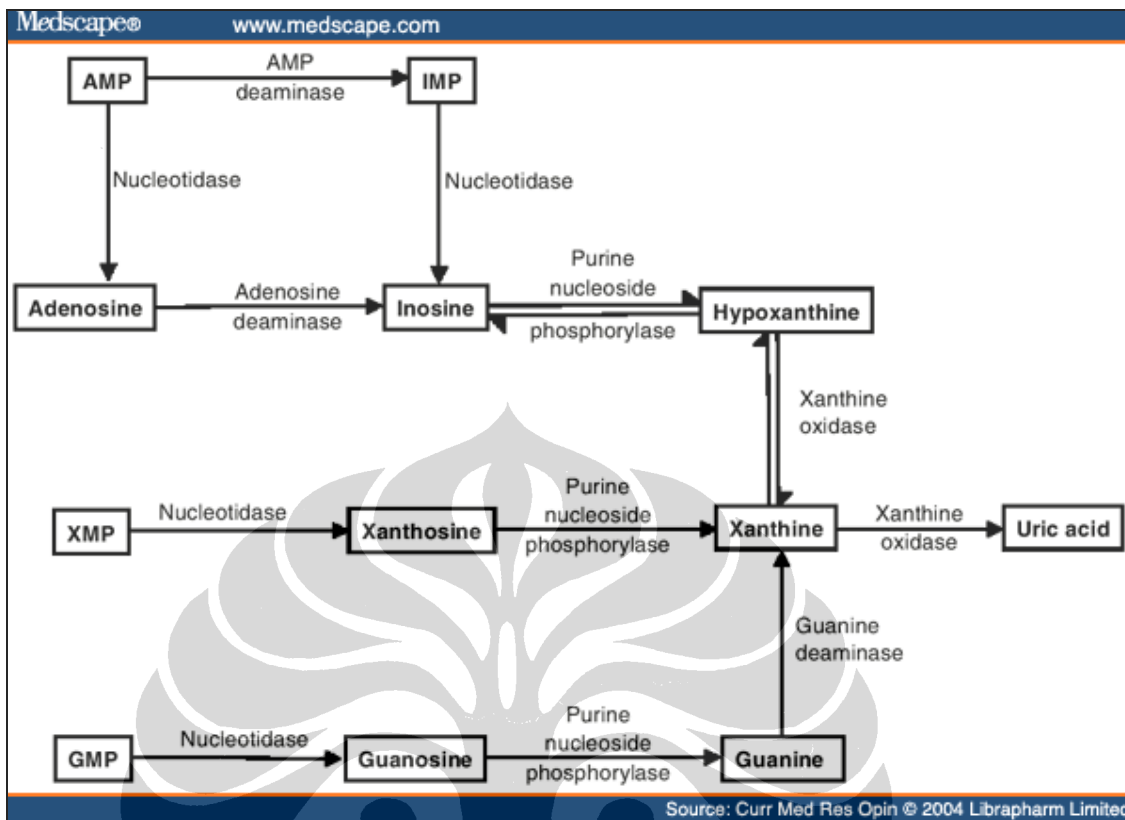 Medscape® www.medscape.com
AMP
AMP
deaminase
IMP
Nucleotidase
Nucleotidase
Adenosine
Adenosine
deaminase
Inosine
Purine
nucleoside
phosphorylase
Hypoxanthine
Xanthine
oxidase
XMP
Nucleotidase
Xanthosine
Purine
nucleoside
phosphorylase
Xanthine
Xanthine
oxidase
Uric acid
Guanine
deaminase
GMP
Nucleotidase
Guanosine
Purine
nucleoside
phosphorylase
Guanine
Source: Curr Med Res Opin © 2004 Librapharm Limited